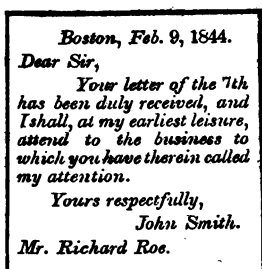 Boston, Feb. 9, 1844.
Dear Sir,
Your letter of the 7th
has been duly received, and
I shall, at my earliest leisure,
attend to the business to
which you have therein called
my attention.
Yours respectfully,
John Smith.
Mr. Richard Roe.